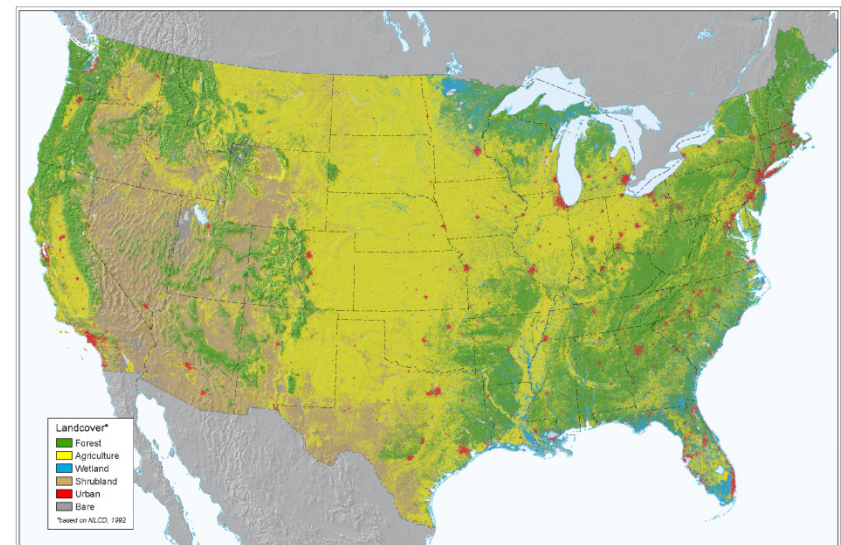 Landcover*
Forest
Agriculture
Wetland
Shrubland
Urban
Bare
*based on NLCD, 1992